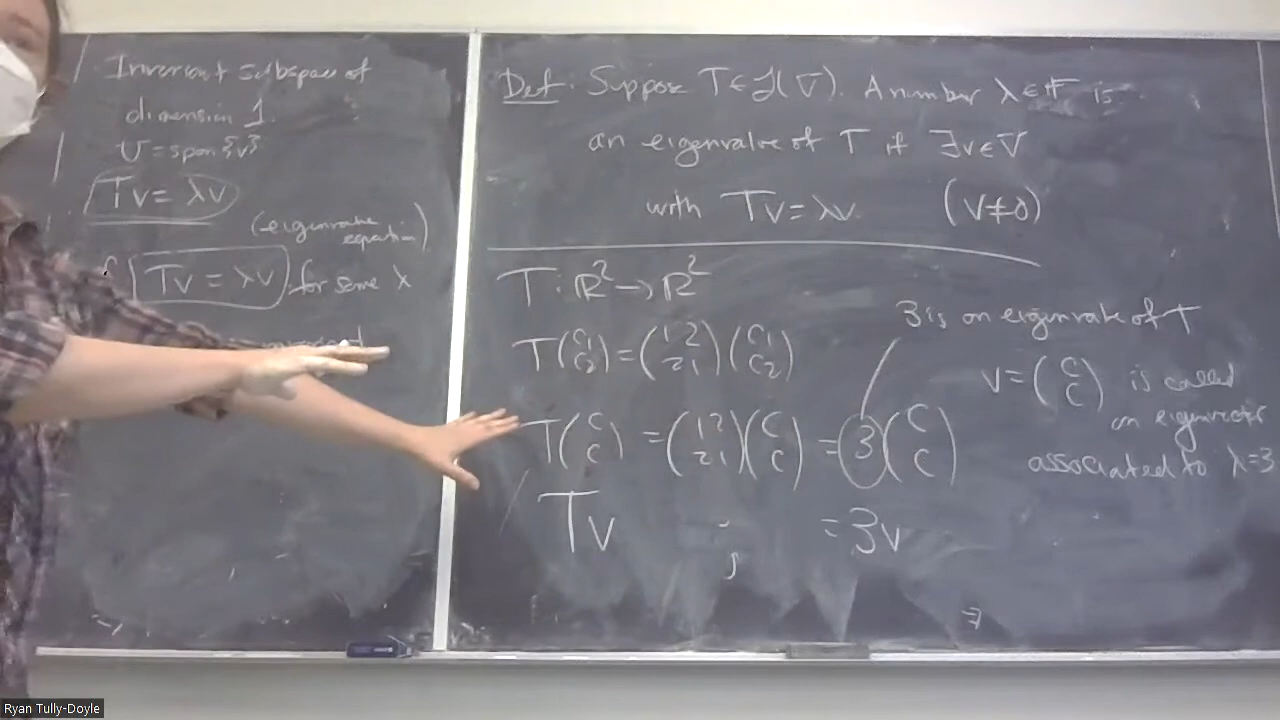 Invariant subspace of
dimension 1.
U = span{v}
Tv = λv
(eigenvalue
equation)
Tv = λv for some λ
Def: Suppose T ∈ L(V). A number λ ∈ F is
an eigenvalue of T if ∃v ∈ V
with Tv = λv (v ≠ 0)
T: R² → R²
T(c₁ c₂) = (1 2 2 1)(c₁ c₂)
T(c c) = (1 2 2 1)(c c) = 3(c c)
Tv = 3v
3 is an eigenvalue of T
v = (c c) is called
an eigenvector
associated to λ=3
Ryan Tully-Doyle